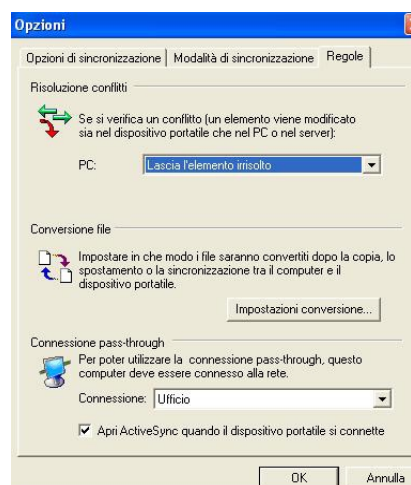 Opzioni
Opzioni di sincronizzazione Modalità di sincronizzazione Regole
Risoluzione conflitti
Se si verifica un conflitto (un elemento viene modificato
sia nel dispositivo portatile che nel PC o nel server):
PC: Lascia l'elemento irrisolto
Conversione file
Impostare in che modo i file saranno convertiti dopo la copia, lo
spostamento o la sincronizzazione tra il computer e il
dispositivo portatile.
Impostazioni conversione...
Connessione pass-through
Per poter utilizzare la connessione pass-through, questo
computer deve essere connesso alla rete.
Connessione: Ufficio
Apri ActiveSync quando il dispositivo portatile si connette
OK Annulla